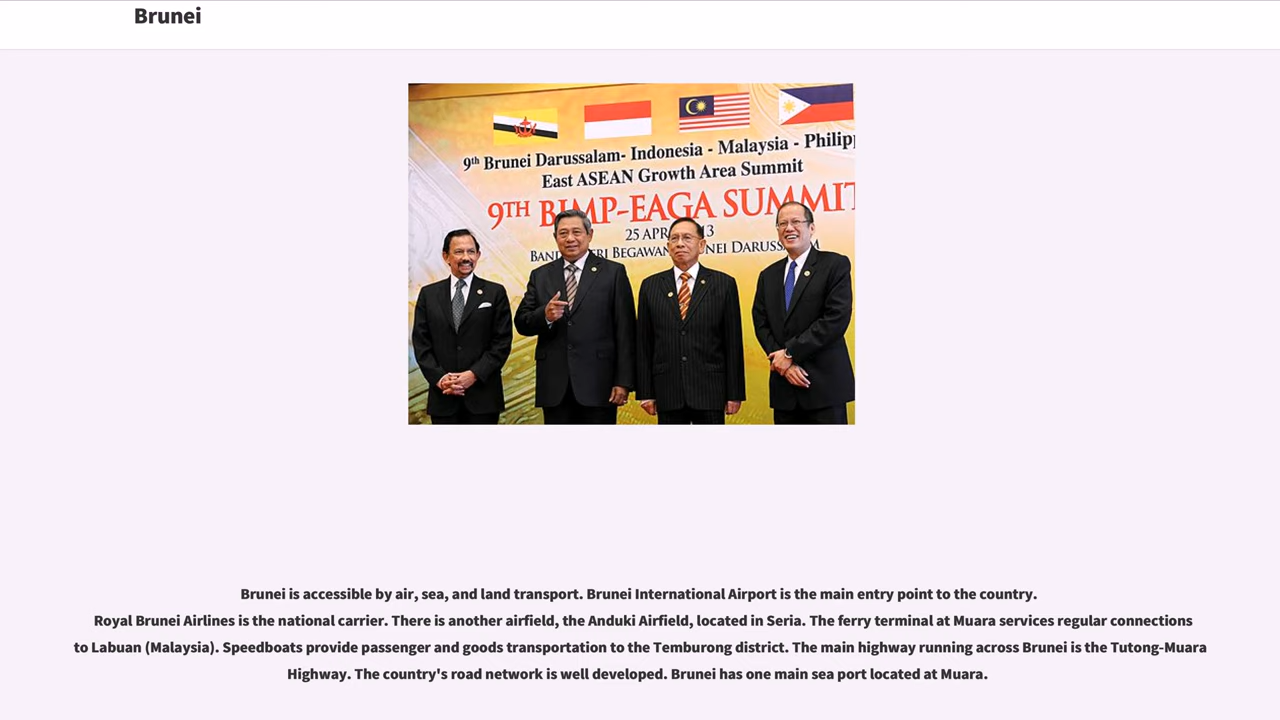 Brunei
9th Brunei Darussalam- Indonesia - Malaysia -
East ASEAN Growth Area Summit
9TH BIMP-EAGA SUMMIT
25
Brunei is accessible by air, sea, and land transport. Brunei International Airport is the main entry point to the country.
Royal Brunei Airlines is the national carrier. There is another airfield, the Anduki Airfield, located in Seria. The ferry terminal at Muara services regular connections
to Labuan (Malaysia). Speedboats provide passenger and goods transportation to the Temburong district. The main highway running across Brunei is the Tutong-Muara
Highway. The country's road network is well developed. Brunei has one main sea port located at Muara.